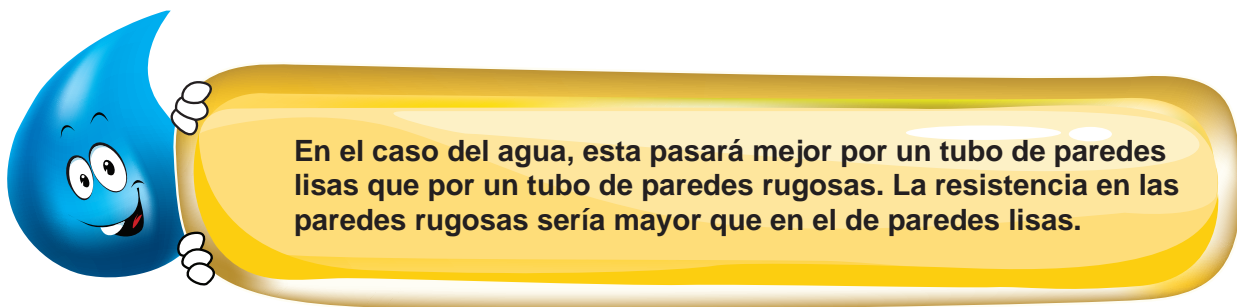 En el caso del agua, esta pasará mejor por un tubo de paredes
lisas que por un tubo de paredes rugosas. La resistencia en las
paredes rugosas sería mayor que en el de paredes lisas.